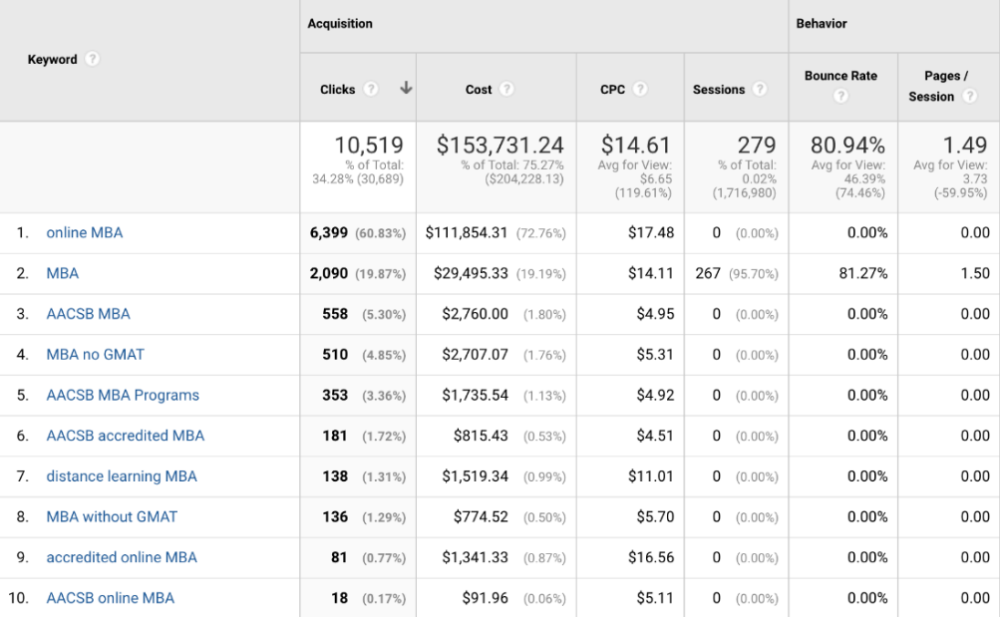 Acquisition Behavior
Keyword ?
Clicks ? Cost ? CPC ? Sessions ? Bounce Rate ? Pages / Session ?
10,519 $153,731.24 $14.61 279 80.94% 1.49
% of Total: % of Total: 75.27% Avg for View: % of Total: Avg for View: Avg for View:
34.28% (30,689) ($204,228.13) $6.65 0.02% 46.39% 3.73
(119.61%) (1,716,980) (74.46%) (-59.95%)
1. online MBA 6,399 (60.83%) $111,854.31 (72.76%) $17.48 0 (0.00%) 0.00% 0.00
2. MBA 2,090 (19.87%) $29,495.33 (19.19%) $14.11 267 (95.70%) 81.27% 1.50
3. AACSB MBA 558 (5.30%) $2,760.00 (1.80%) $4.95 0 (0.00%) 0.00% 0.00
4. MBA no GMAT 510 (4.85%) $2,707.07 (1.76%) $5.31 0 (0.00%) 0.00% 0.00
5. AACSB MBA Programs 353 (3.36%) $1,735.54 (1.13%) $4.92 0 (0.00%) 0.00% 0.00
6. AACSB accredited MBA 181 (1.72%) $815.43 (0.53%) $4.51 0 (0.00%) 0.00% 0.00
7. distance learning MBA 138 (1.31%) $1,519.34 (0.99%) $11.01 0 (0.00%) 0.00% 0.00
8. MBA without GMAT 136 (1.29%) $774.52 (0.50%) $5.70 0 (0.00%) 0.00% 0.00
9. accredited online MBA 81 (0.77%) $1,341.33 (0.87%) $16.56 0 (0.00%) 0.00% 0.00
10. AACSB online MBA 18 (0.17%) $91.96 (0.06%) $5.11 0 (0.00%) 0.00% 0.00